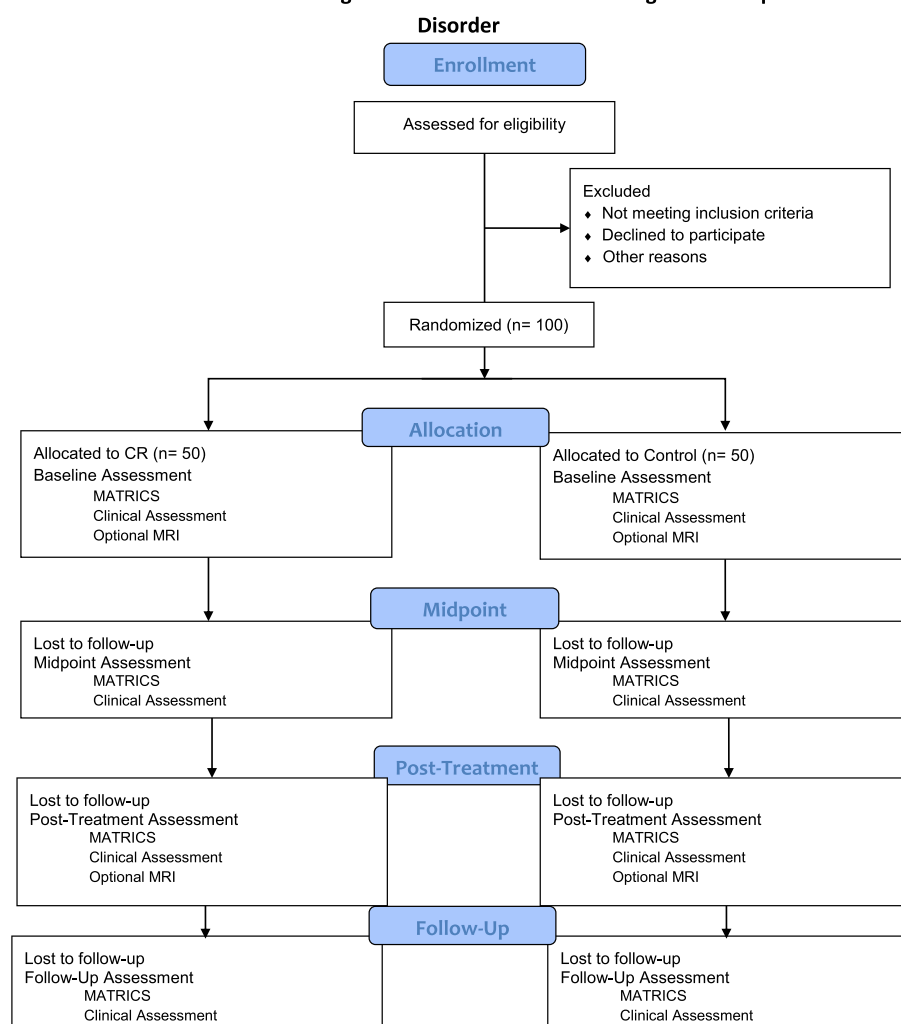 Disorder
Enrollment
Assessed for eligibility
Excluded
♦ Not meeting inclusion criteria
♦ Declined to participate
♦ Other reasons
Randomized (n= 100)
Allocation
Allocated to CR (n= 50)
Baseline Assessment
MATRICS
Clinical Assessment
Optional MRI
Allocated to Control (n= 50)
Baseline Assessment
MATRICS
Clinical Assessment
Optional MRI
Midpoint
Lost to follow-up
Midpoint Assessment
MATRICS
Clinical Assessment
Lost to follow-up
Midpoint Assessment
MATRICS
Clinical Assessment
Post-Treatment
Lost to follow-up
Post-Treatment Assessment
MATRICS
Clinical Assessment
Optional MRI
Lost to follow-up
Post-Treatment Assessment
MATRICS
Clinical Assessment
Optional MRI
Follow-Up
Lost to follow-up
Follow-Up Assessment
MATRICS
Clinical Assessment
Lost to follow-up
Follow-Up Assessment
MATRICS
Clinical Assessment